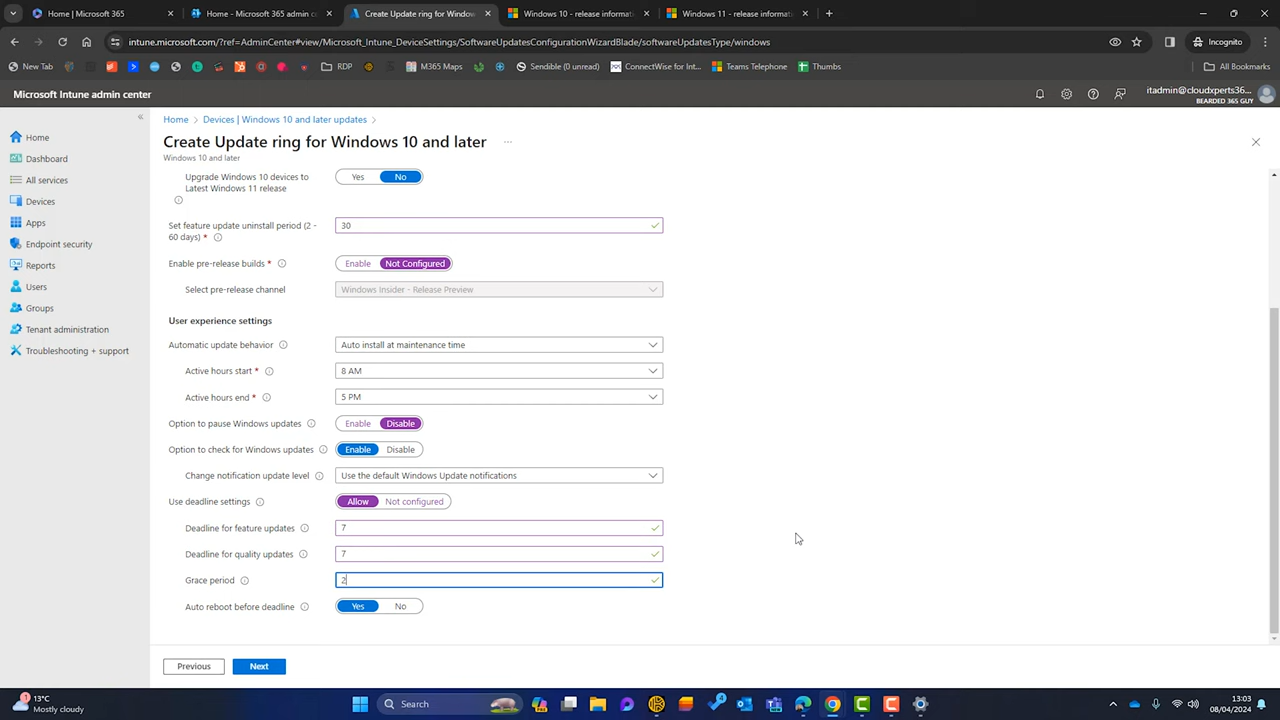 Home | Microsoft 365
Home - Microsoft 365 admin ce
Create Update ring for Window
Windows 10 - release informati
Windows 11 - release informati
intune.microsoft.com/?ref=AdminCenter#view/Microsoft_Intune_DeviceSettings/SoftwareUpdatesConfigurationWizardBlade/softwareUpdatesType/windows
Incognito
New Tab
RDP
M365 Maps
Sendible (0 unread)
ConnectWise for Int...
Teams Telephone
Thumbs
All Bookmarks
Microsoft Intune admin center
itadmin@cloudxperts36...
BEARDED 365 GUY
Home
Dashboard
All services
Devices
Apps
Endpoint security
Reports
Users
Groups
Tenant administration
Troubleshooting + support
Home > Devices | Windows 10 and later updates >
Create Update ring for Windows 10 and later ...
Windows 10 and later
Upgrade Windows 10 devices to
Latest Windows 11 release
Yes No
Set feature update uninstall period (2 -
60 days) *
30
Enable pre-release builds * Enable Not Configured
Select pre-release channel Windows Insider - Release Preview
User experience settings
Automatic update behavior Auto install at maintenance time
Active hours start * 8 AM
Active hours end * 5 PM
Option to pause Windows updates Enable Disable
Option to check for Windows updates Enable Disable
Change notification update level Use the default Windows Update notifications
Use deadline settings Allow Not configured
Deadline for feature updates 7
Deadline for quality updates 7
Grace period 2
Auto reboot before deadline Yes No
Previous Next
13°C
Mostly cloudy
Search
13:03
08/04/2024